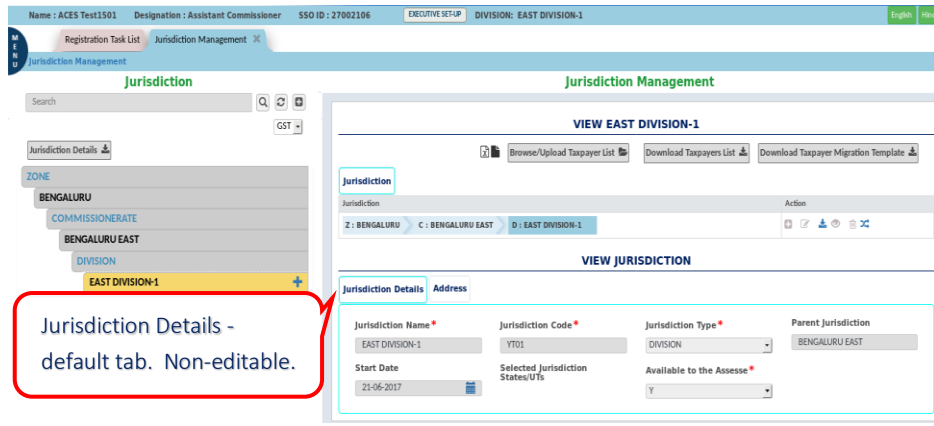 Name : ACES Test1501 Designation : Assistant Commissioner SSO ID : 27002106 EXECUTIVE SET-UP DIVISION: EAST DIVISION-1 English
MENU
Registration Task List Jurisdiction Management ✖
Jurisdiction Management
Jurisdiction
Search
GST
Jurisdiction Details
ZONE
BENGALURU
COMMISSIONERATE
BENGALURU EAST
DIVISION
EAST DIVISION-1 +
Jurisdiction Details -
default tab. Non-editable.
Jurisdiction Management
VIEW EAST DIVISION-1
Browse/Upload Taxpayer List Download Taxpayers List Download Taxpayer Migration Template
Jurisdiction
Jurisdiction Action
Z : BENGALURU C : BENGALURU EAST D : EAST DIVISION-1
VIEW JURISDICTION
Jurisdiction Details Address
Jurisdiction Name* Jurisdiction Code* Jurisdiction Type* Parent Jurisdiction
EAST DIVISION-1 YT01 DIVISION BENGALURU EAST
Start Date Selected Jurisdiction States/UTs Available to the Assesse*
21-06-2017 Y